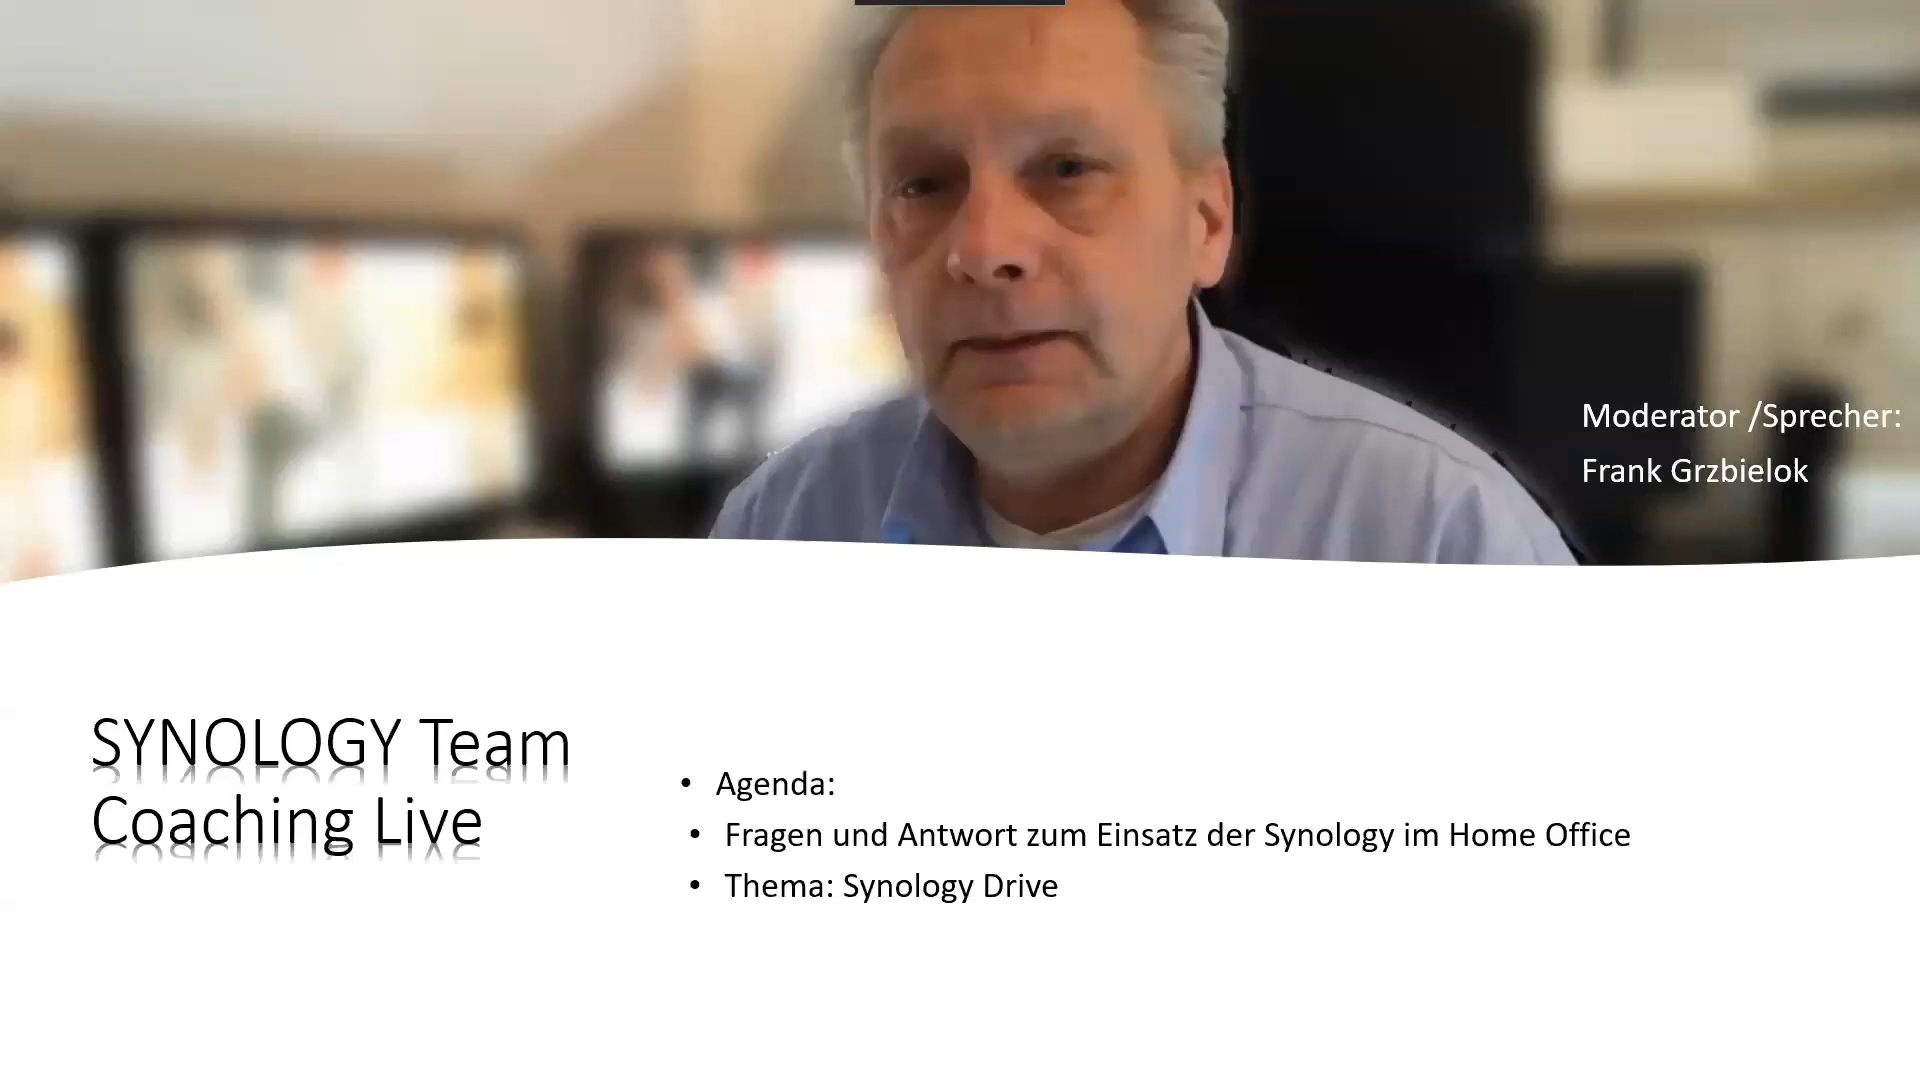 Moderator /Sprecher:
Frank Grzbielok
SYNOLOGY Team
Coaching Live
• Agenda:
• Fragen und Antwort zum Einsatz der Synology im Home Office
• Thema: Synology Drive